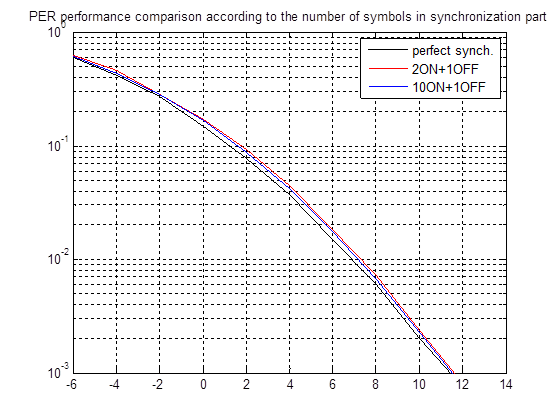 PER performance comparison according to the number of symbols in synchronization part
10^0
perfect synch.
2ON+1OFF
10ON+1OFF
10^-1
10^-2
10^-3
-6 -4 -2 0 2 4 6 8 10 12 14